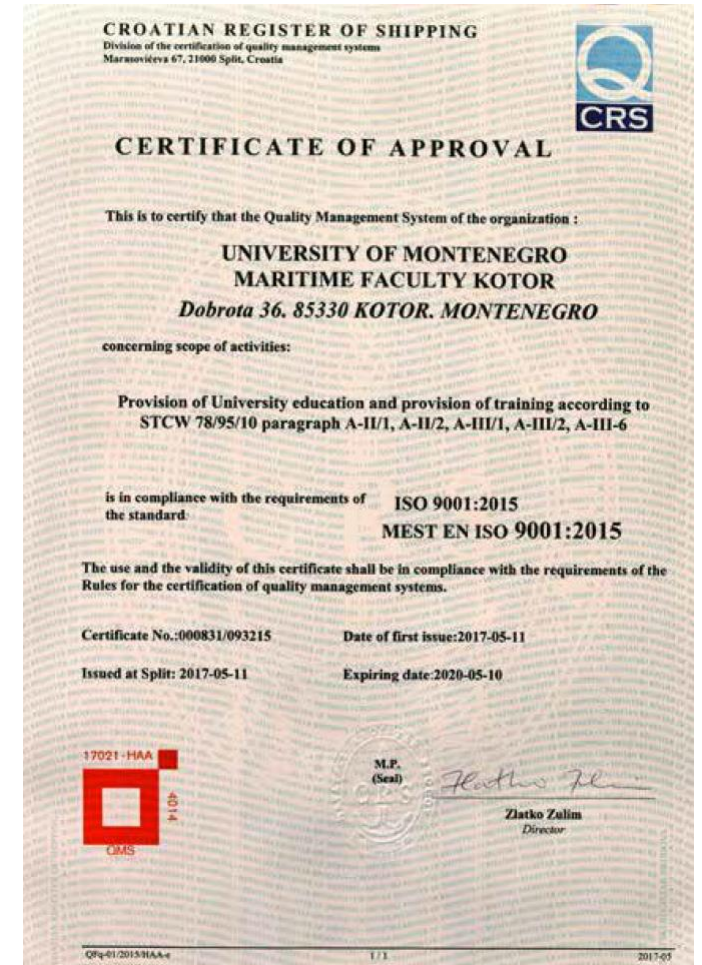 CROATIAN REGISTER OF SHIPPING
Division of the certification of quality management systems
Marasovićeva 67, 21000 Split, Croatia
Q
CRS
CERTIFICATE OF APPROVAL
This is to certify that the Quality Management System of the organization :
UNIVERSITY OF MONTENEGRO
MARITIME FACULTY KOTOR
Dobrota 36. 85330 KOTOR. MONTENEGRO
concerning scope of activities:
Provision of University education and provision of training according to
STCW 78/95/10 paragraph A-II/1, A-II/2, A-III/1, A-III/2, A-III-6
is in compliance with the requirements of
the standard
ISO 9001:2015
MEST EN ISO 9001:2015
The use and the validity of this certificate shall be in compliance with the requirements of the
Rules for the certification of quality management systems.
Certificate No.:000831/093215
Date of first issue:2017-05-11
Issued at Split: 2017-05-11
Expiring date:2020-05-10
17021-HAA
4014
QMS
M.P.
(Seal)
Zlatko Zulim
Director
QFq-01/2015/HAA-e
1 / 1
2017-05